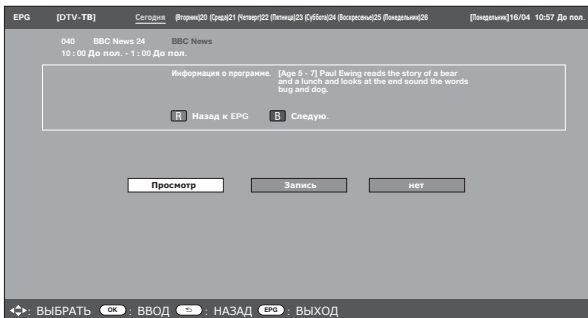 EPG [DTV-TB] Сегодня (Вторник)20 (Среда)21 (Четверг)22 (Пятница)23 (Суббота)24 (Воскресенье)25 (Понедельник)26 [Понедельник]16/04 10:57 До пол.
040 BBC News 24 BBC News
10 : 00 До пол. - 1 : 00 До пол.
Информация о программе. [Age 5 - 7] Paul Ewing reads the story of a bear
and a lunch and looks at the end sound the words
bug and dog.
R Назад к EPG B Следую.
Просмотр Запись нет
: ВЫБРАТЬ OK : ВВОД : НАЗАД EPG : ВЫХОД